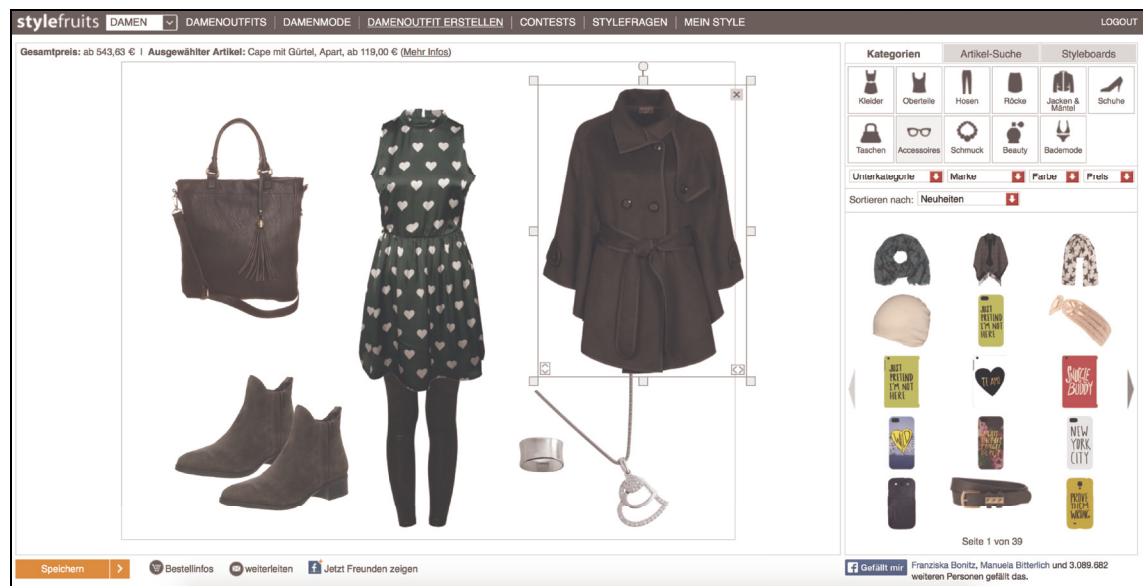 stylefruits DAMEN DAMENOUTFITS | DAMENMODE | DAMENOUTFIT ERSTELLEN | CONTESTS | STYLEFRAGEN | MEIN STYLE LOGOUT
Gesamtpreis: ab 543,63 € | Ausgewählter Artikel: Cape mit Gürtel, Apart, ab 119,00 € (Mehr Infos)
Kategorien Artikel-Suche Styleboards
Kleider Oberteile Hosen Röcke Jacken & Mäntel Schuhe
Taschen Accessoires Schmuck Beauty Bademode
Unterkategorie Marke Farbe Preis
Sortieren nach: Neuheiten
JUST
PRETEND
I'M NOT
HERE
JUST
PRETEND
I'M NOT
HERE
TE AMO
SNUGGLE
BUDDY
WILD
NEW
YORK
CITY
PROVE
THEM
WRONG
Seite 1 von 39
Speichern Bestellinfos weiterleiten Jetzt Freunden zeigen
Gefällt mir Franziska Bonitz, Manuela Bitterlich und 3.089.682
weiteren Personen gefällt das.